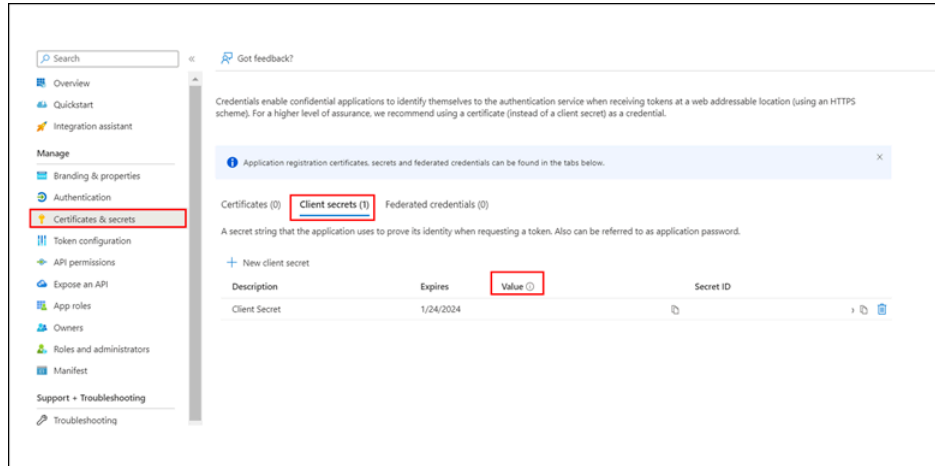 Search
Overview
Quickstart
Integration assistant
Manage
Branding & properties
Authentication
Certificates & secrets
Token configuration
API permissions
Expose an API
App roles
Owners
Roles and administrators
Manifest
Support + Troubleshooting
Troubleshooting
Got feedback?
Credentials enable confidential applications to identify themselves to the authentication service when receiving tokens at a web addressable location (using an HTTPS
scheme). For a higher level of assurance, we recommend using a certificate (instead of a client secret) as a credential.
Application registration certificates, secrets and federated credentials can be found in the tabs below.
Certificates (0) Client secrets (1) Federated credentials (0)
A secret string that the application uses to prove its identity when requesting a token. Also can be referred to as application password.
New client secret
Description Expires Value Secret ID
Client Secret 1/24/2024